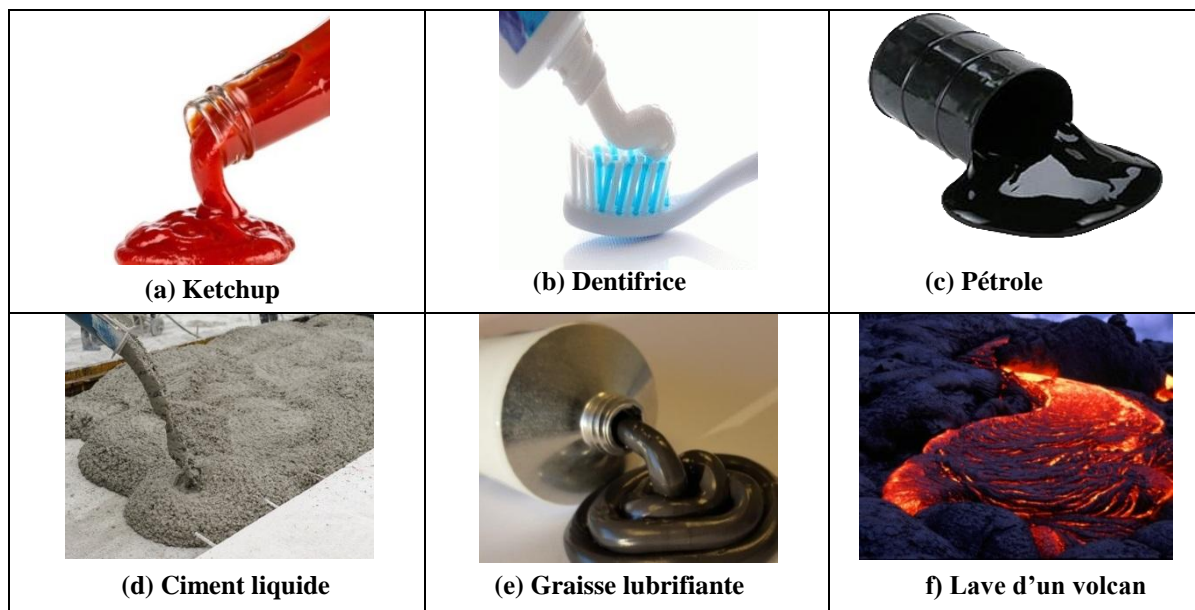 (a) Ketchup
(b) Dentifrice
(c) Pétrole
(d) Ciment liquide
(e) Graisse lubrifiante
f) Lave d’un volcan